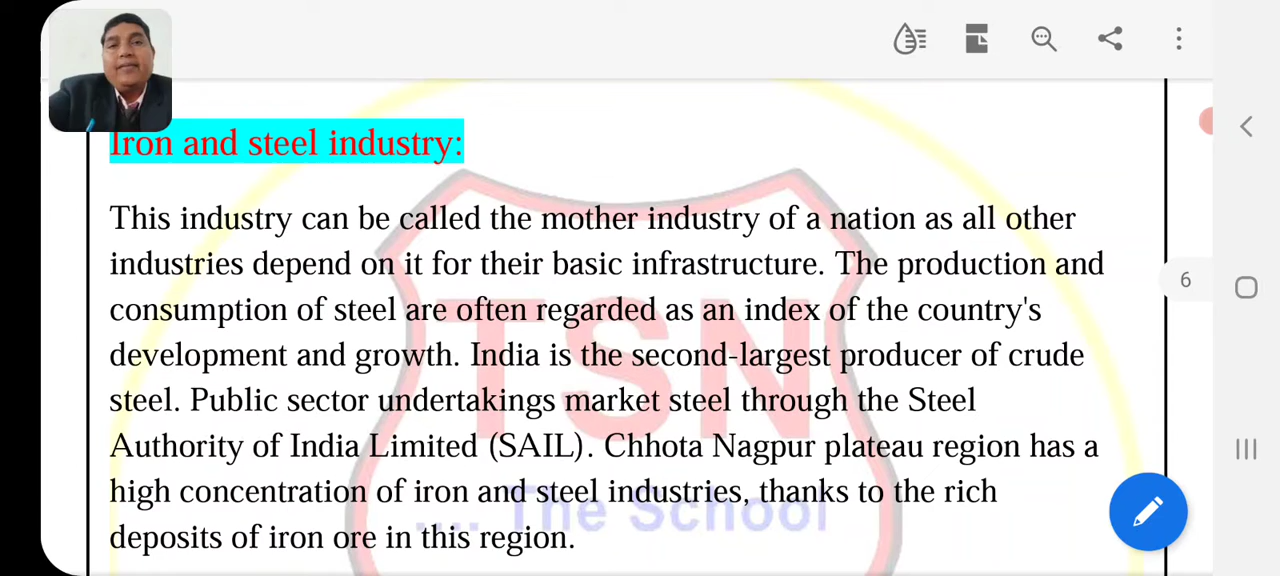 Iron and steel industry:
This industry can be called the mother industry of a nation as all other
industries depend on it for their basic infrastructure. The production and
consumption of steel are often regarded as an index of the country's
development and growth. India is the second-largest producer of crude
steel. Public sector undertakings market steel through the Steel
Authority of India Limited (SAIL). Chhota Nagpur plateau region has a
high concentration of iron and steel industries, thanks to the rich
deposits of iron ore in this region.
6
TSN
.... The School